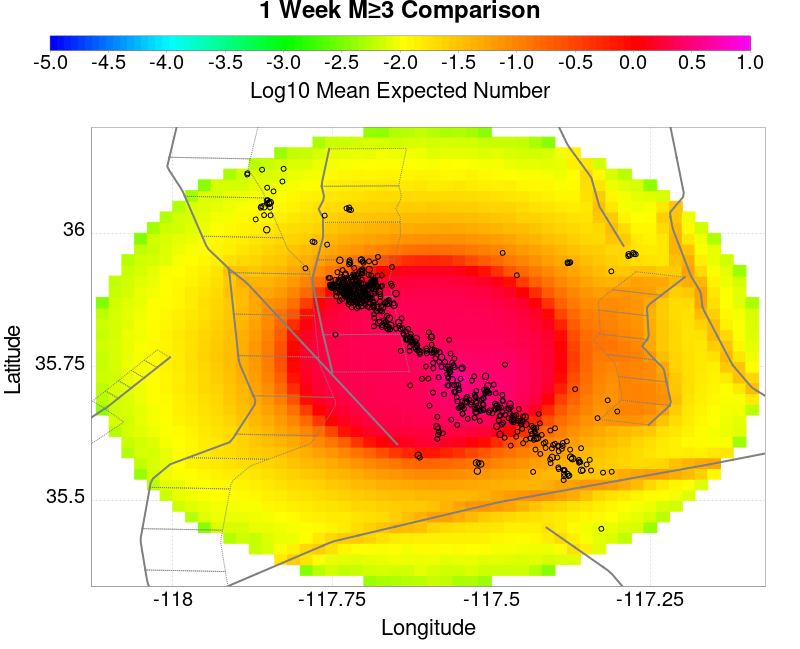 1 Week M≥3 Comparison
-5.0 -4.5 -4.0 -3.5 -3.0 -2.5 -2.0 -1.5 -1.0 -0.5 0.0 0.5 1.0
Log10 Mean Expected Number
36
35.75
35.5
Latitude
-118 -117.75 -117.5 -117.25
Longitude